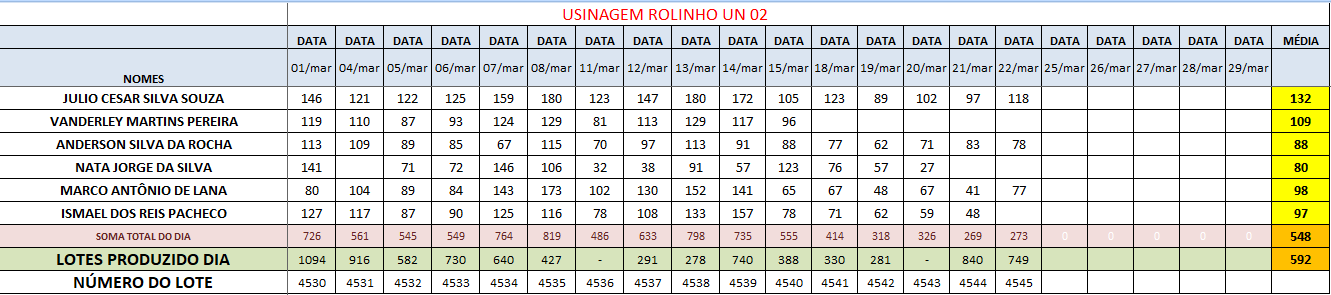 USINAGEM ROLINHO UN 02
DATA DATA DATA DATA DATA DATA DATA DATA DATA DATA DATA DATA DATA DATA DATA DATA DATA DATA DATA DATA MÉDIA
NOMES 01/mar 04/mar 05/mar 06/mar 07/mar 08/mar 11/mar 12/mar 13/mar 14/mar 15/mar 18/mar 19/mar 20/mar 21/mar 22/mar 25/mar 26/mar 27/mar 28/mar 29/mar
JULIO CESAR SILVA SOUZA 146 121 122 125 159 180 123 147 180 172 105 123 89 102 97 118 132
VANDERLEY MARTINS PEREIRA 119 110 87 93 124 129 81 113 129 117 96 109
ANDERSON SILVA DA ROCHA 113 109 89 85 67 115 70 97 113 91 88 77 62 71 83 78 88
NATA JORGE DA SILVA 141 71 72 146 106 32 38 91 57 123 76 57 27 80
MARCO ANTÔNIO DE LANA 80 104 89 84 143 173 102 130 152 141 65 67 48 67 41 77 98
ISMAEL DOS REIS PACHECO 127 117 87 90 125 116 78 108 133 157 78 71 62 59 48 97
SOMA TOTAL DO DIA 726 561 545 549 764 819 486 633 798 735 555 414 318 326 269 273 0 0 0 0 0 548
LOTES PRODUZIDO DIA 1094 916 582 730 640 427 - 291 278 740 388 330 281 - 840 749 592
NÚMERO DO LOTE 4530 4531 4532 4533 4534 4535 4536 4537 4538 4539 4540 4541 4542 4543 4544 4545